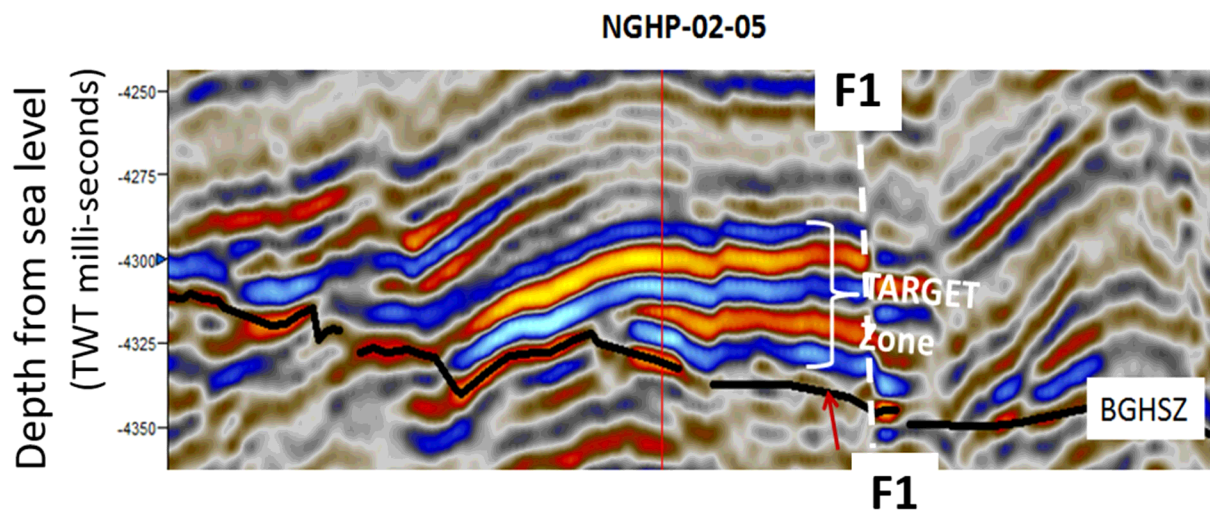 NGHP-02-05
Depth from sea level
(TWT milli-seconds)
-4250
-4275
-4300
-4325
-4350
F1
TARGET
Zone
BGHSZ
F1